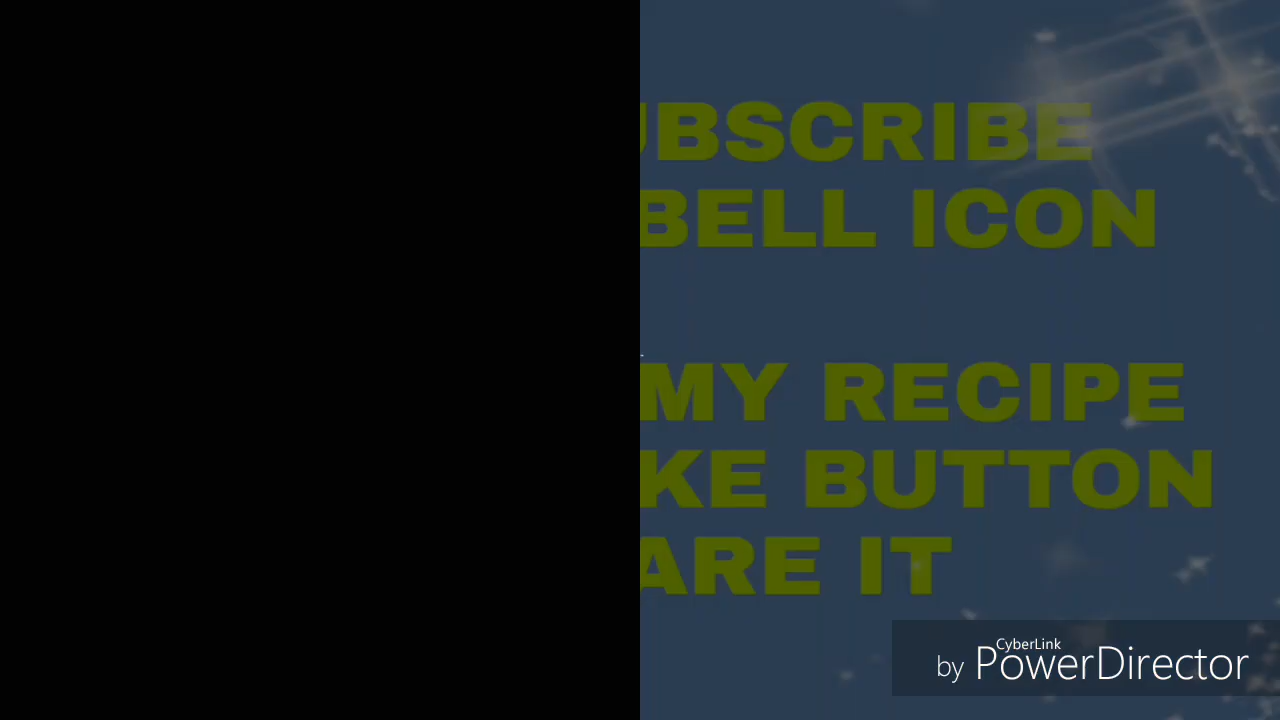 UBSCRIBE
BELL ICON
MY RECIPE
KE BUTTON
ARE IT
by CyberLink PowerDirector